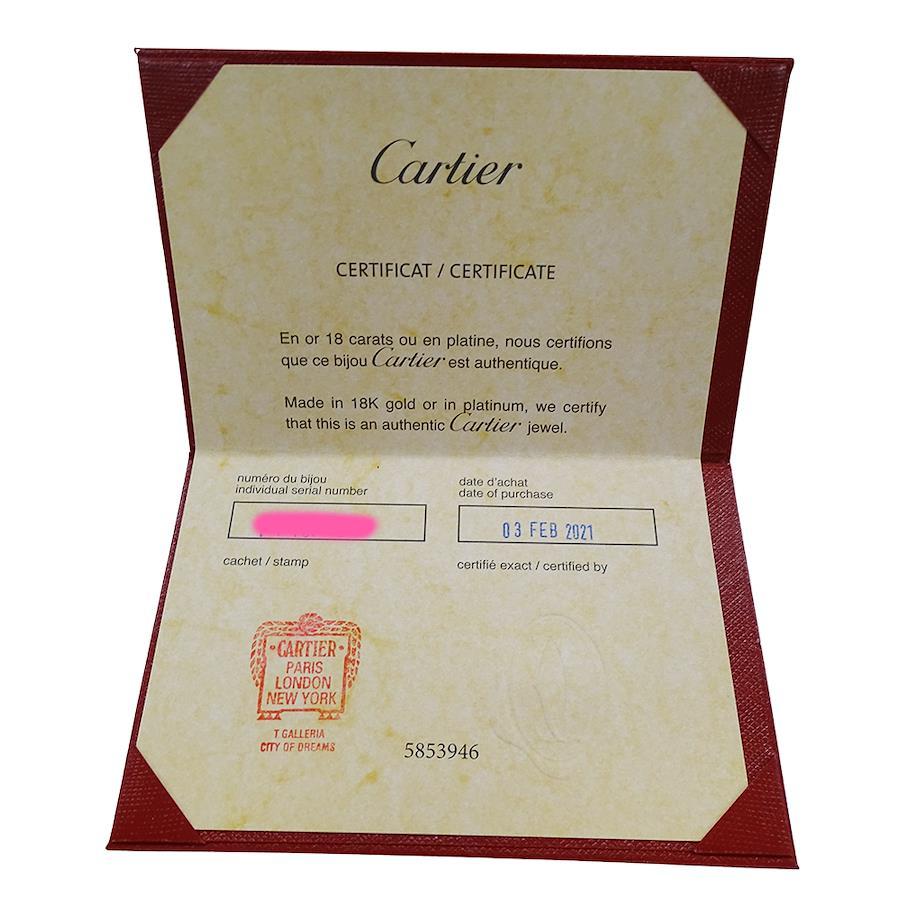 Cartier
CERTIFICAT / CERTIFICATE
En or 18 carats ou en platine, nous certifions
que ce bijou Cartier est authentique.
Made in 18K gold or in platinum, we certify
that this is an authentic Cartier jewel.
numéro du bijou
individual serial number
date d'achat
date of purchase
03 FEB 2021
cachet / stamp
certifié exact / certified by
CARTIER
PARIS
LONDON
NEW YORK
T GALLERIA
CITY OF DREAMS
5853946